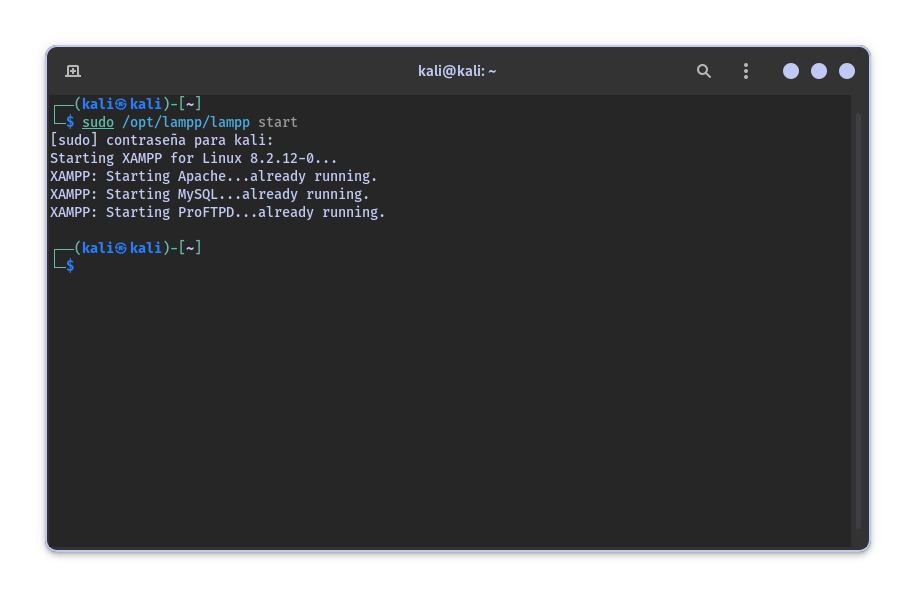 kali@kali: ~
┌──(kali㉿kali)-[~]
└─$ sudo /opt/lampp/lampp start
[sudo] contraseña para kali:
Starting XAMPP for Linux 8.2.12-0...
XAMPP: Starting Apache...already running.
XAMPP: Starting MySQL...already running.
XAMPP: Starting ProFTPD...already running.
┌──(kali㉿kali)-[~]
└─$